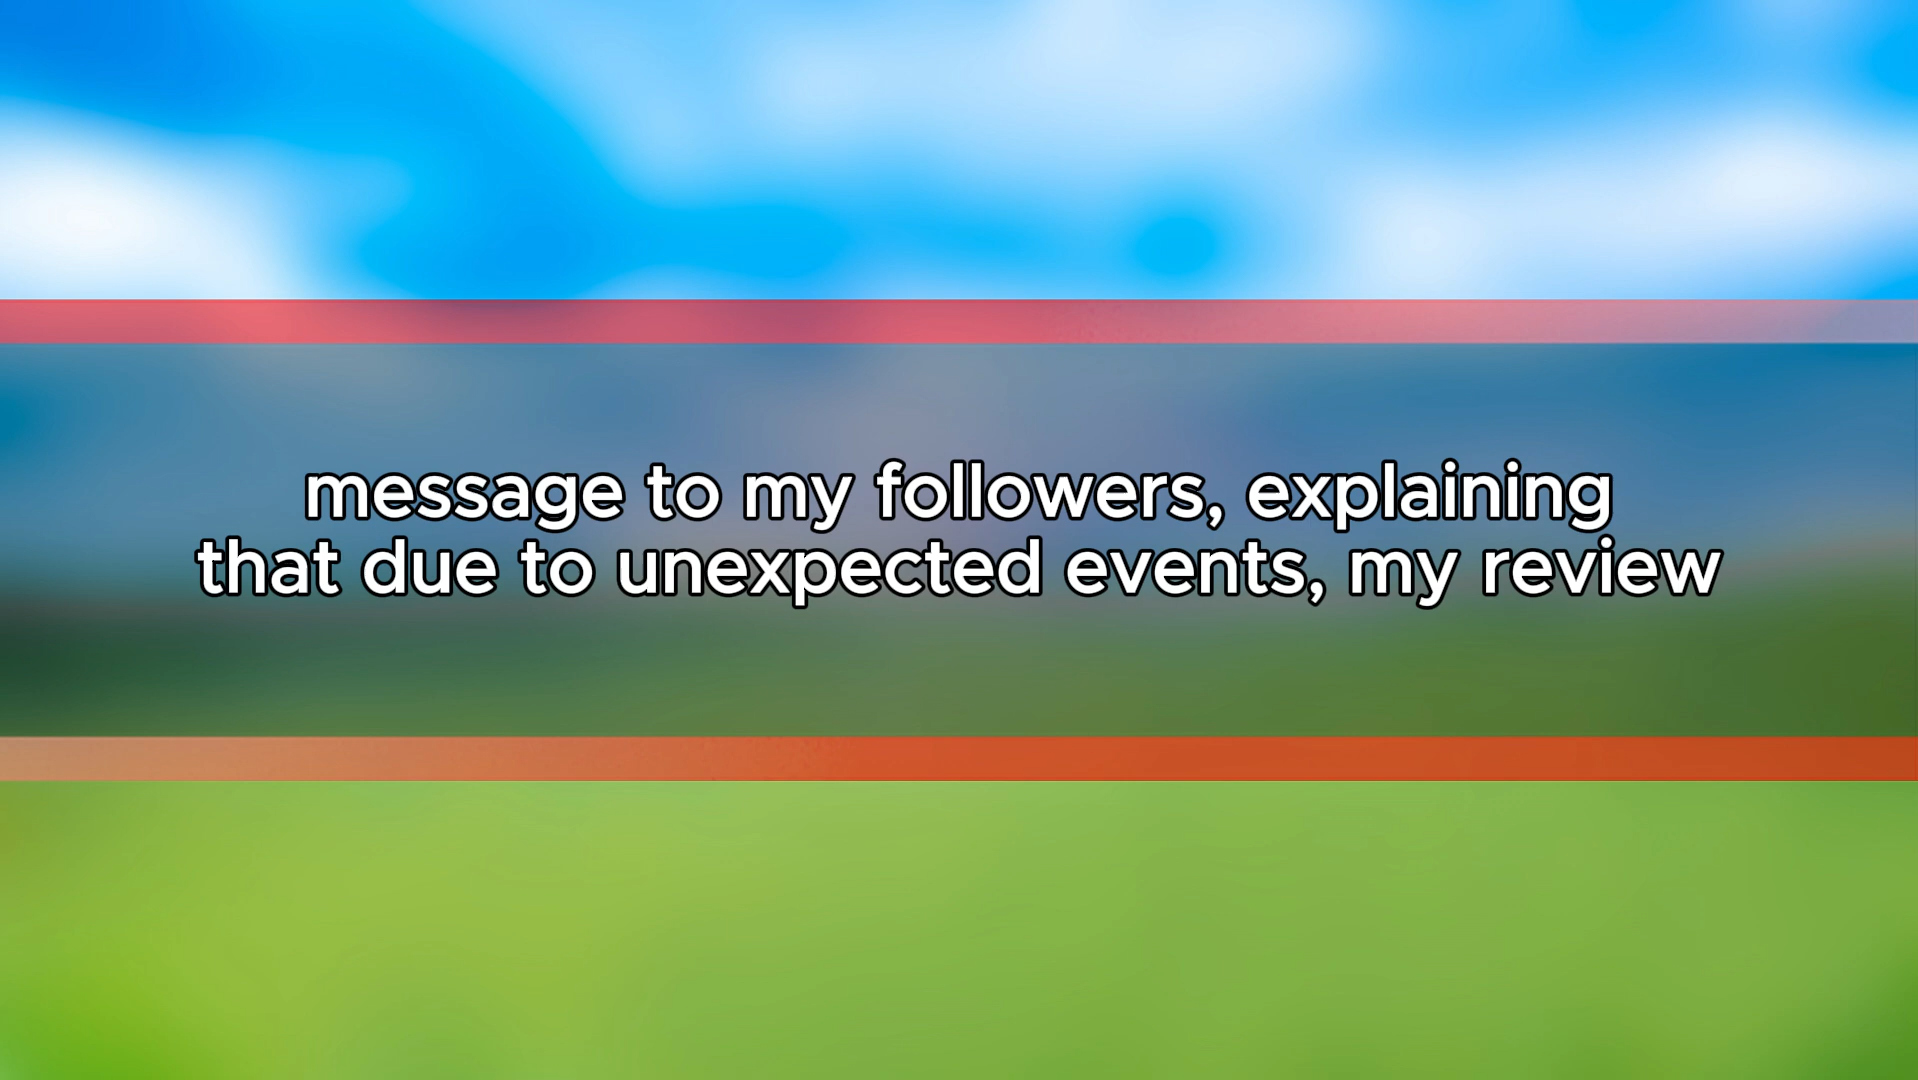 message to my followers, explaining
that due to unexpected events, my review